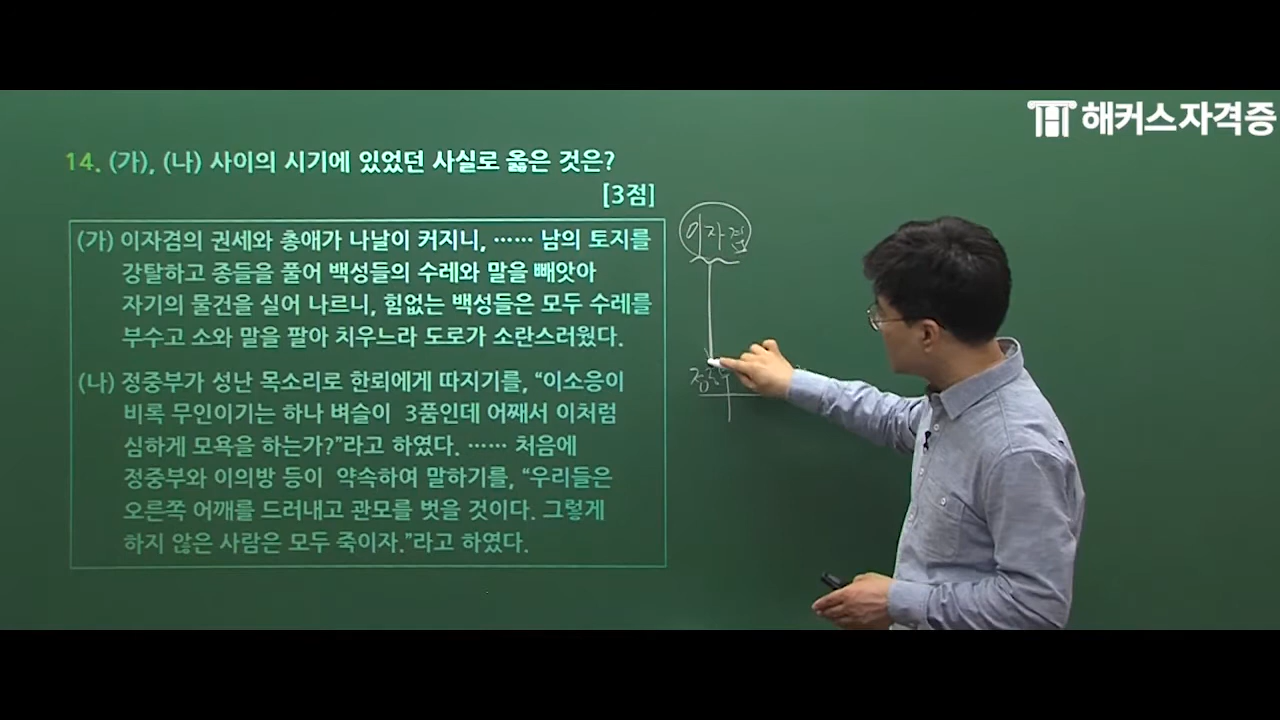 해커스자격증
14. (가), (나) 사이의 시기에 있었던 사실로 옳은 것은?
[3점]
(가) 이자겸의 권세와 총애가 나날이 커지니, …… 남의 토지를
강탈하고 종들을 풀어 백성들의 수레와 말을 빼앗아
자기의 물건을 실어 나르니, 힘없는 백성들은 모두 수레를
부수고 소와 말을 팔아 치우느라 도로가 소란스러웠다.
(나) 정중부가 성난 목소리로 한뢰에게 따지기를, “이소응이
비록 무인이기는 하나 벼슬이 3품인데 어째서 이처럼
심하게 모욕을 하는가?”라고 하였다. …… 처음에
정중부와 이의방 등이 약속하여 말하기를, “우리들은
오른쪽 어깨를 드러내고 관모를 벗을 것이다. 그렇게
하지 않은 사람은 모두 죽이자.”라고 하였다.
이자겸